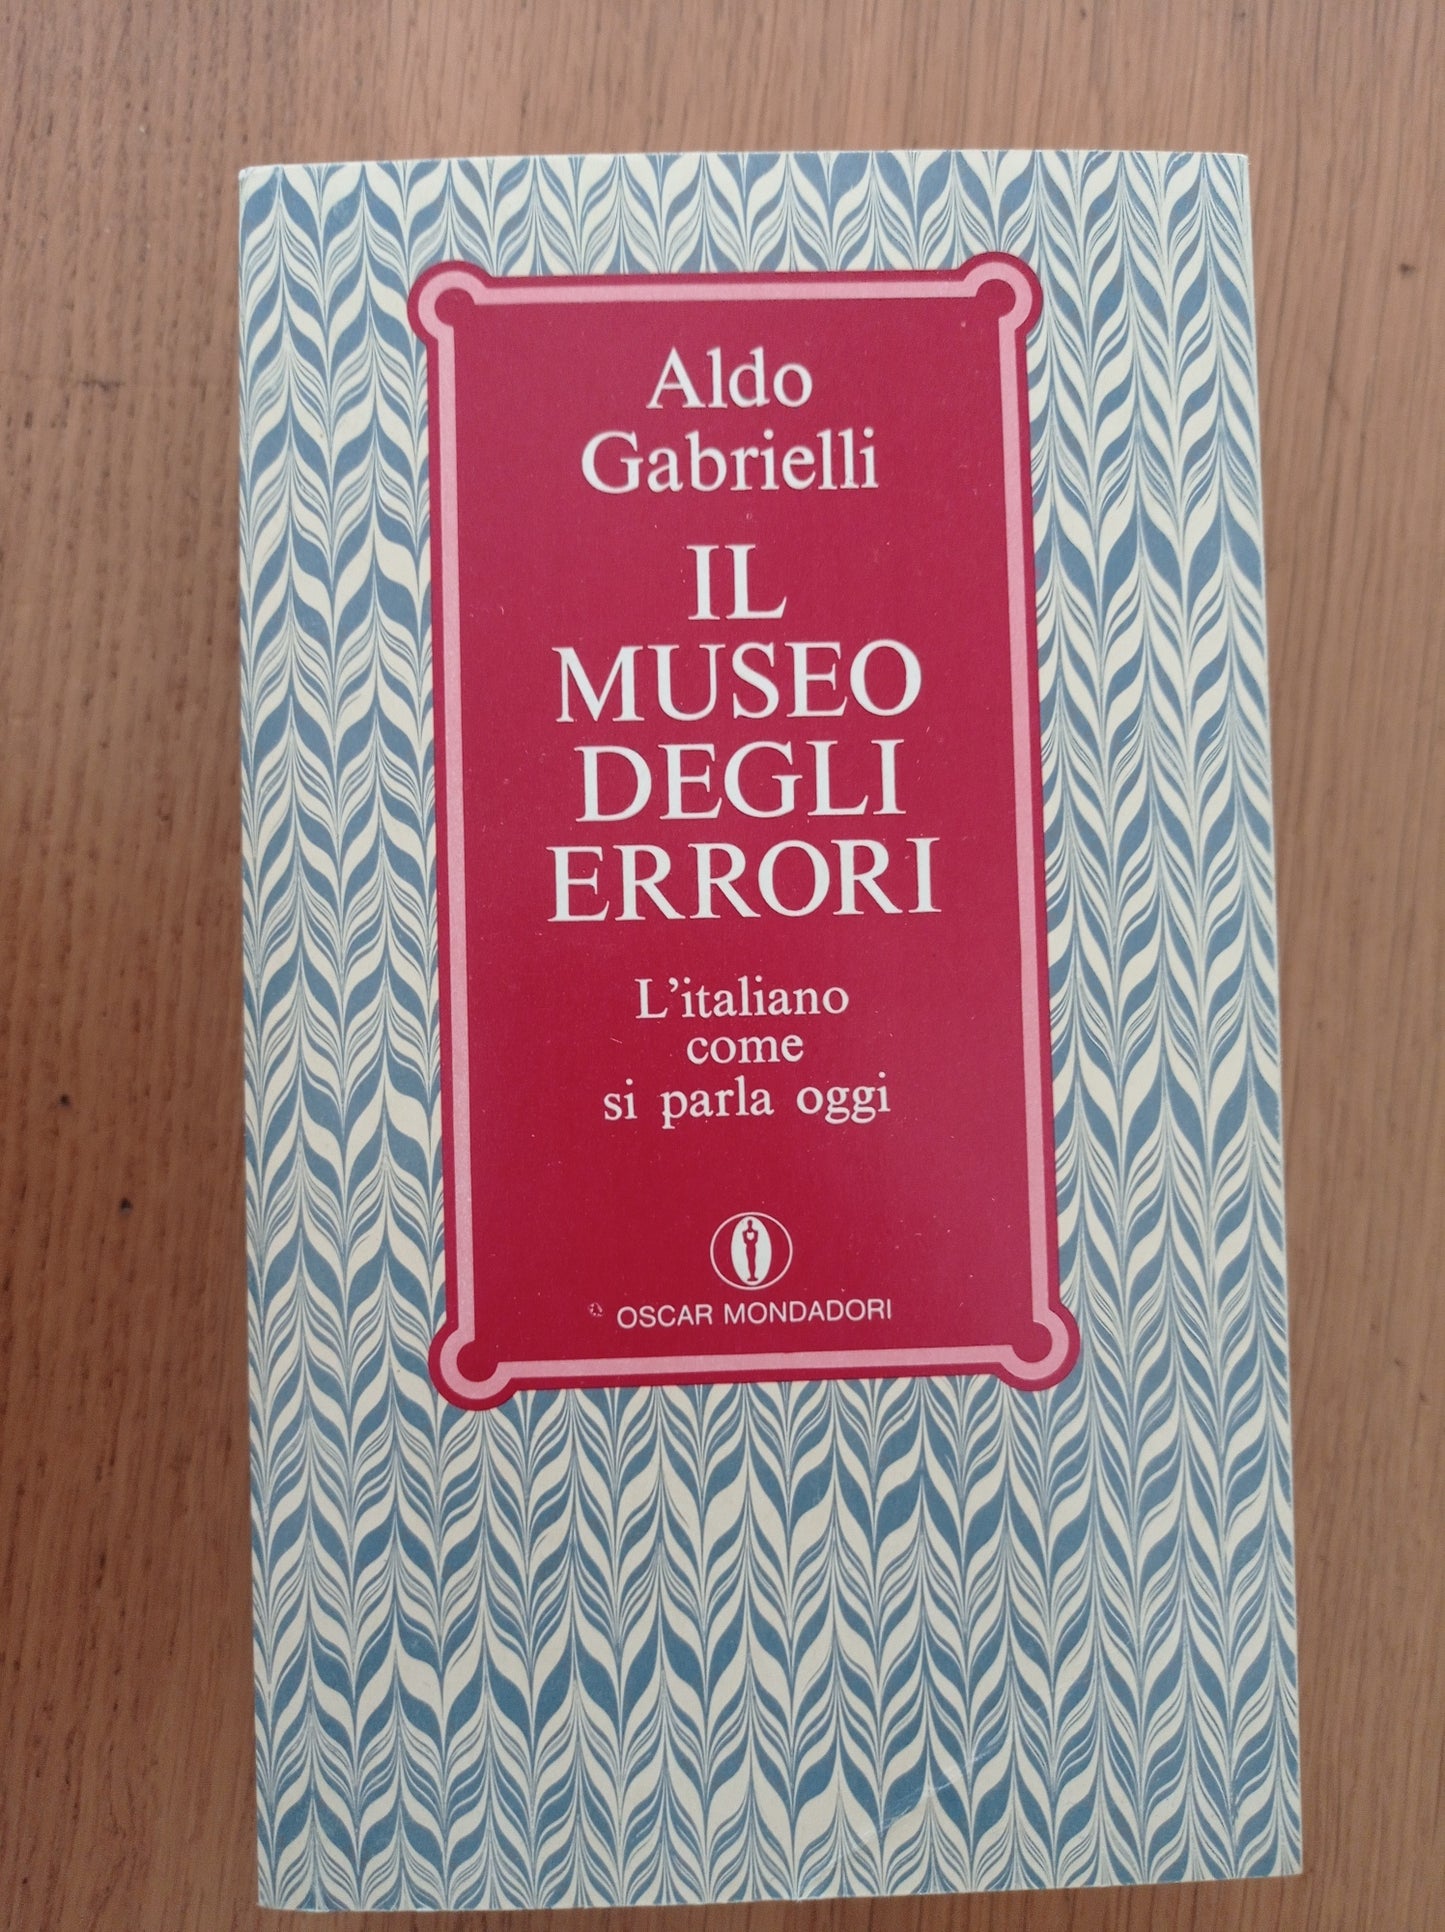 Aldo
Gabrielli
IL
MUSEO
DEGLI
ERRORI
L'italiano
come
si parla oggi
OSCAR MONDADORI